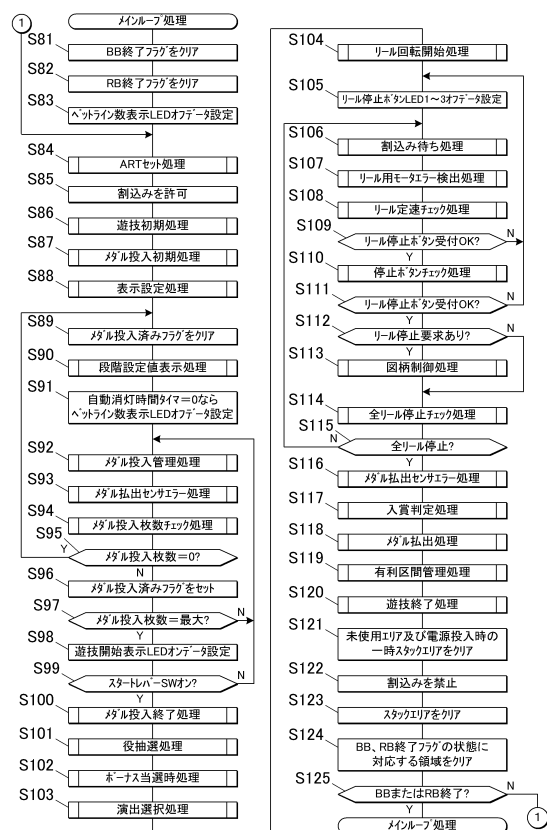 1
メインループ処理
S81
BB終了フラグをクリア
S82
RB終了フラグをクリア
S83
ベットライン数表示LEDオフデータ設定
S84
ARTセット処理
S85
割込みを許可
S86
遊技初期処理
S87
メダル投入初期処理
S88
表示設定処理
S89
メダル投入済みフラグをクリア
S90
段階設定値表示処理
S91
自動消灯時間タイマ=0なら
ベットライン数表示LEDオフデータ設定
S92
メダル投入管理処理
S93
メダル払出センサエラー処理
S94
メダル投入枚数チェック処理
S95
メダル投入枚数=0?
Y
N
S96
メダル投入済みフラグをセット
S97
メダル投入枚数=最大?
N
Y
S98
遊技開始表示LEDオンデータ設定
S99
スタートレバーSWオン?
N
Y
S100
メダル投入終了処理
S101
役抽選処理
S102
ボーナス当選時処理
S103
演出選択処理
S104
リール回転開始処理
S105
リール停止ボタンLED1~3オフデータ設定
S106
割込み待ち処理
S107
リール用モータエラー検出処理
S108
リール定速チェック処理
S109
リール停止ボタン受付OK?
N
Y
S110
停止ボタンチェック処理
S111
リール停止ボタン受付OK?
N
Y
S112
リール停止要求あり?
N
Y
S113
図柄制御処理
S114
全リール停止チェック処理
S115
N
全リール停止?
Y
S116
メダル払出センサエラー処理
S117
入賞判定処理
S118
メダル払出処理
S119
有利区間管理処理
S120
遊技終了処理
S121
未使用エリア及び電源投入時の
一時スタックエリアをクリア
S122
割込みを禁止
S123
スタックエリアをクリア
S124
BB、RB終了フラグの状態に
対応する領域をクリア
S125
BBまたはRB終了?
N
Y
1
メインループ処理